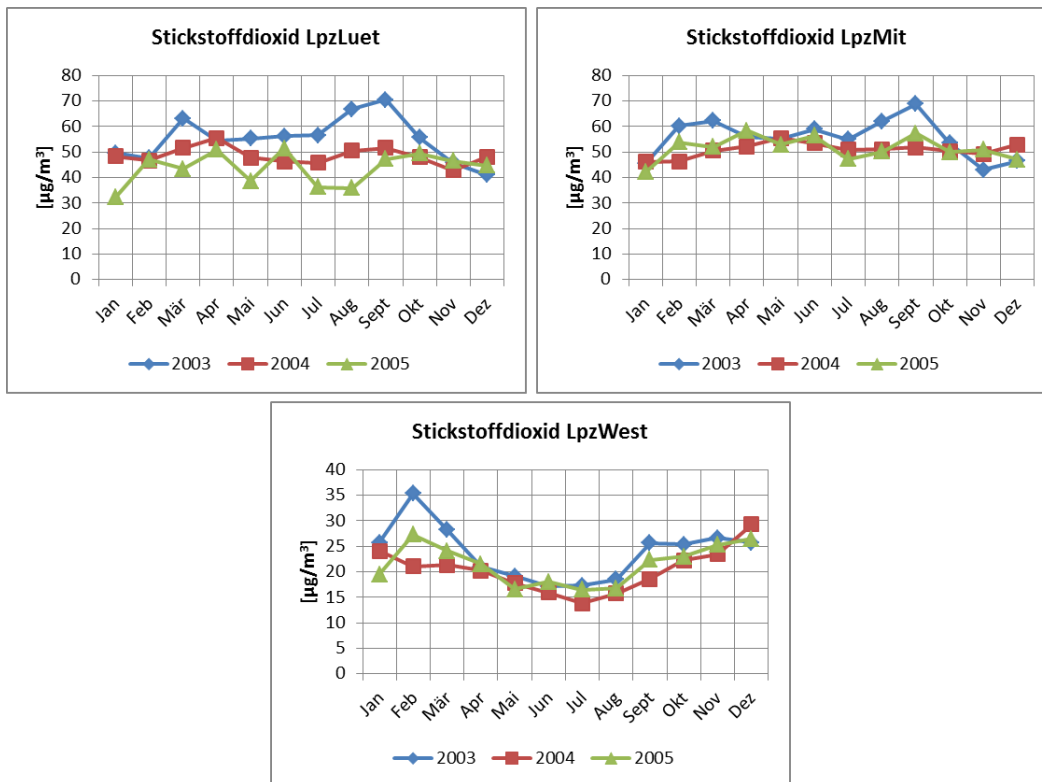 Stickstoffdioxid LpzLuet
80
70
60
50
40
30
20
10
0
[µg/m³]
Jan Feb Mär Apr Mai Jun Jul Aug Sept Okt Nov Dez
2003 2004 2005
Stickstoffdioxid LpzMit
80
70
60
50
40
30
20
10
0
[µg/m³]
Jan Feb Mär Apr Mai Jun Jul Aug Sept Okt Nov Dez
2003 2004 2005
Stickstoffdioxid LpzWest
40
35
30
25
20
15
10
5
0
[µg/m³]
Jan Feb Mär Apr Mai Jun Jul Aug Sept Okt Nov Dez
2003 2004 2005